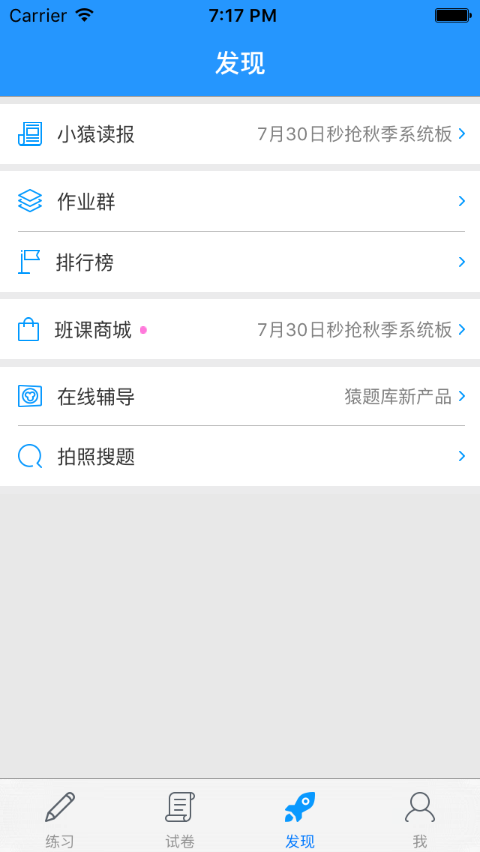 Carrier 7:17 PM
发现
小猿读报 7月30日秒抢秋季系统板
作业群
排行榜
班课商城 7月30日秒抢秋季系统板
在线辅导 猿题库新产品
拍照搜题
练习 试卷 发现 我